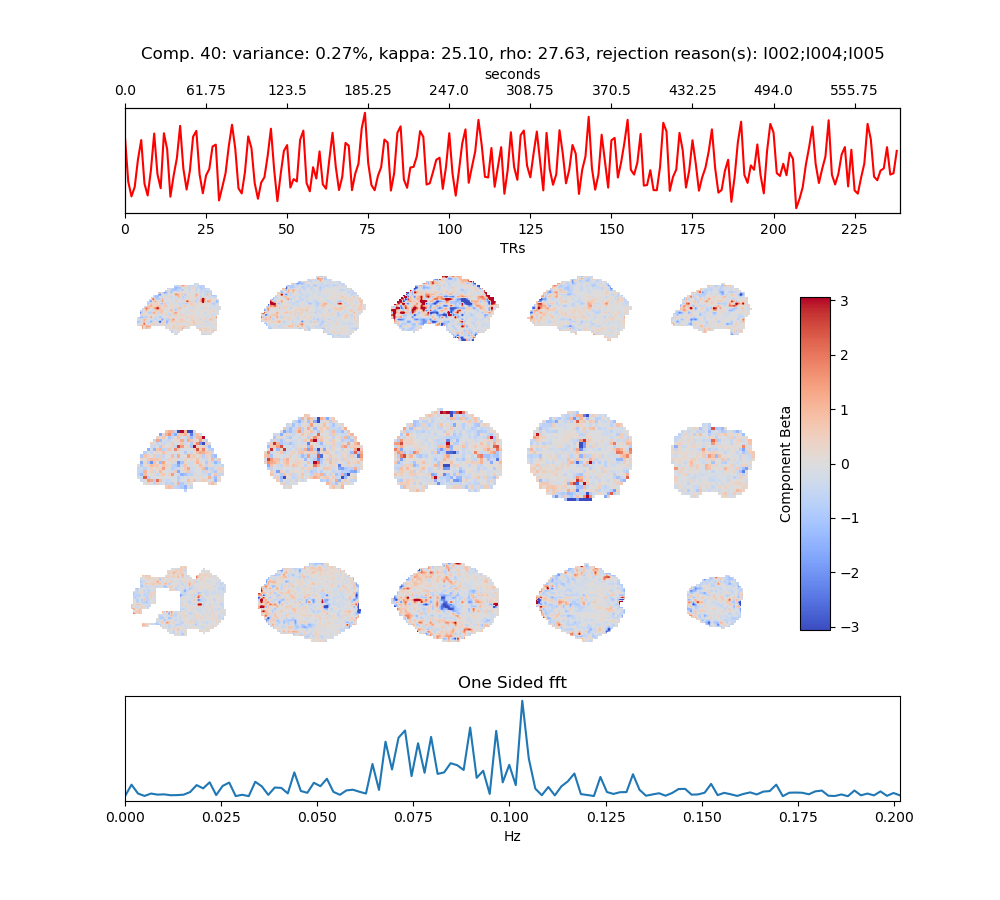 Comp. 40: variance: 0.27%, kappa: 25.10, rho: 27.63, rejection reason(s): I002;I004;I005
seconds
0.0 61.75 123.5 185.25 247.0 308.75 370.5 432.25 494.0 555.75
0 25 50 75 100 125 150 175 200 225
TRs
3
2
1
0
−1
−2
−3
Component Beta
One Sided fft
0.000 0.025 0.050 0.075 0.100 0.125 0.150 0.175 0.200
Hz